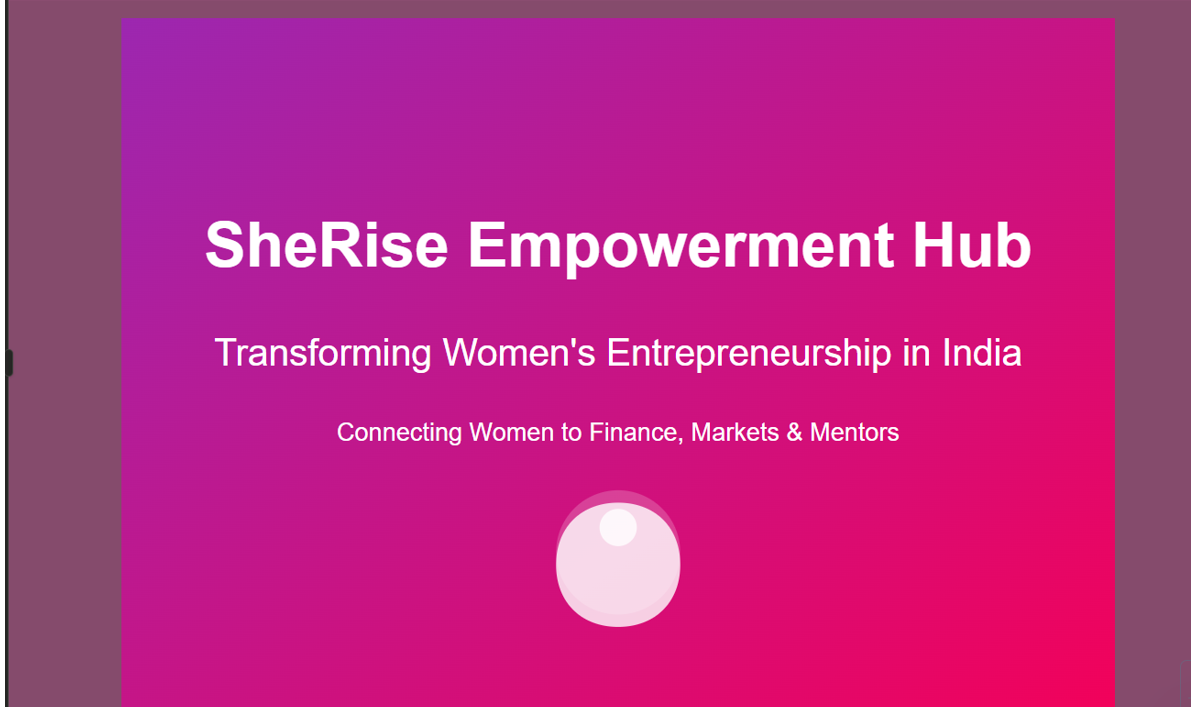 SheRise Empowerment Hub
Transforming Women's Entrepreneurship in India
Connecting Women to Finance, Markets & Mentors